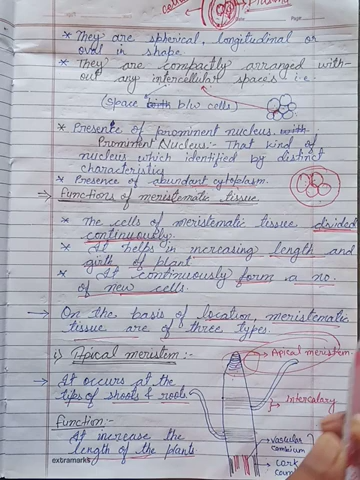 Date
Page
* They are spherical, longitudinal or
oval in shape.
* They are compactly arranged with-
out any intercellular spaces i.e.
(space birth b/w cells)
* Presence of prominent nucleus. with
Prominent Nucleus:- That kind of
nucleus which identified by distinct
characteristics
* Presence of abundant cytoplasm.
→ Functions of meristematic tissue.
* The cells of meristematic tissue divided
continuously.
* It helps in increasing length and
girth of plant
* It continuously form a no.
of new cells.
→ On the basis of location, meristematic
tissue are of three types.
i) Apical meristem:-
→ Apical meristem
→ It occurs at the
tips of shoots & roots
→ Intercalary
Function:-
It increase the
length of the plants.
→ Vascular
cambium
→ Cork
extramarks